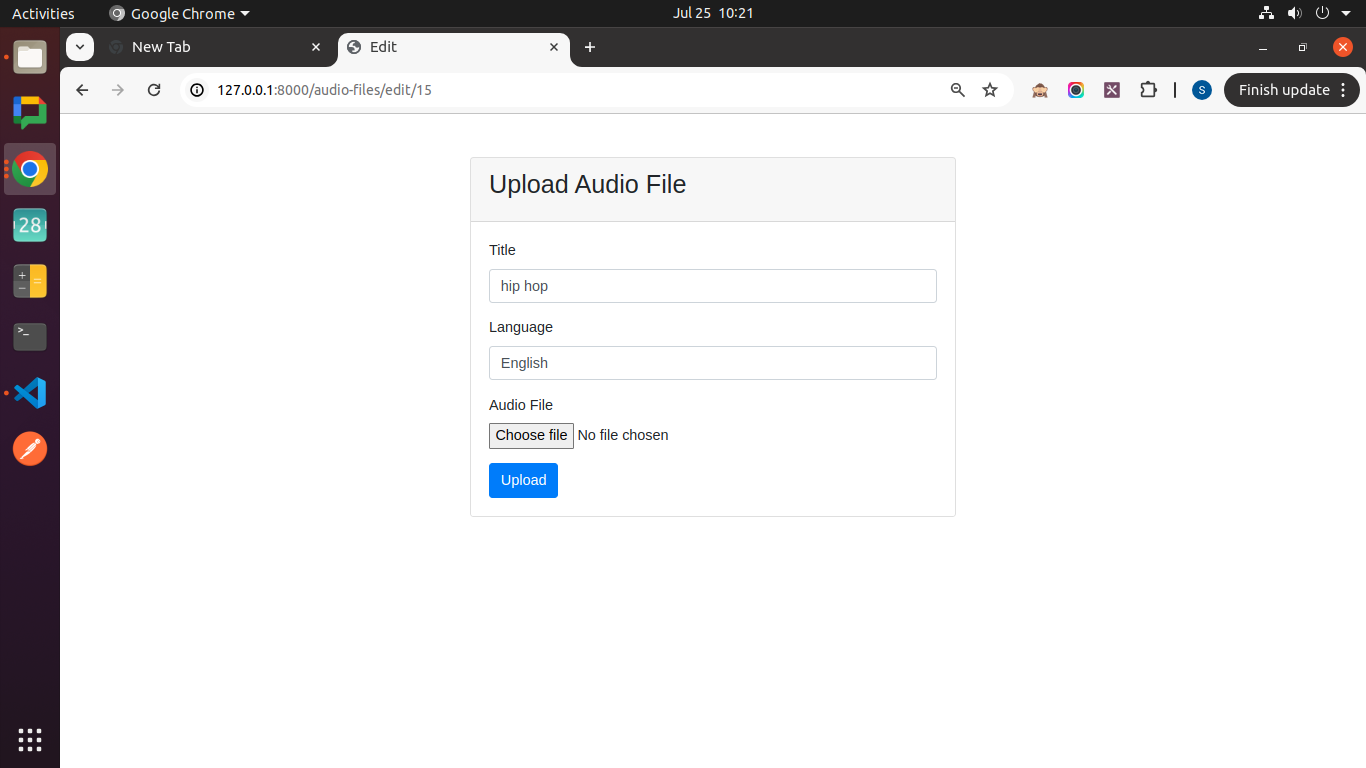 Activities
Google Chrome
Jul 25 10:21
New Tab
Edit
127.0.0.1:8000/audio-files/edit/15
S
Finish update
28
>_
Upload Audio File
Title
hip hop
Language
English
Audio File
Choose file No file chosen
Upload